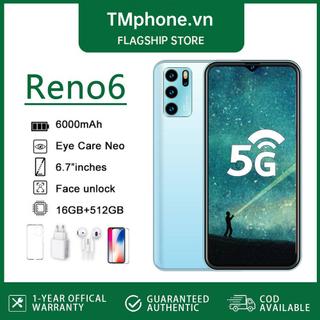 TMphone.vn
FLAGSHIP STORE
Reno6
6000mAh
Eye Care Neo
6.7"inches
Face unlock
16GB+512GB
5G
1-YEAR OFFICAL
WARRANTY
GUARANTEED
AUTHENTIC
COD
AVAILABLE